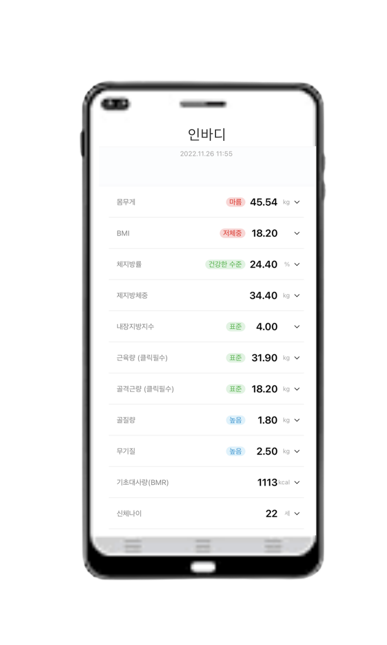 인바디
2022.11.26 11:55
몸무게 마름 45.54 kg
BMI 저체중 18.20
체지방률 건강한 수준 24.40 %
제지방체중 34.40 kg
내장지방지수 표준 4.00
근육량 (클릭필수) 표준 31.90 kg
골격근량 (클릭필수) 표준 18.20 kg
골질량 높음 1.80 kg
무기질 높음 2.50 kg
기초대사량(BMR) 1113 kcal
신체나이 22 세